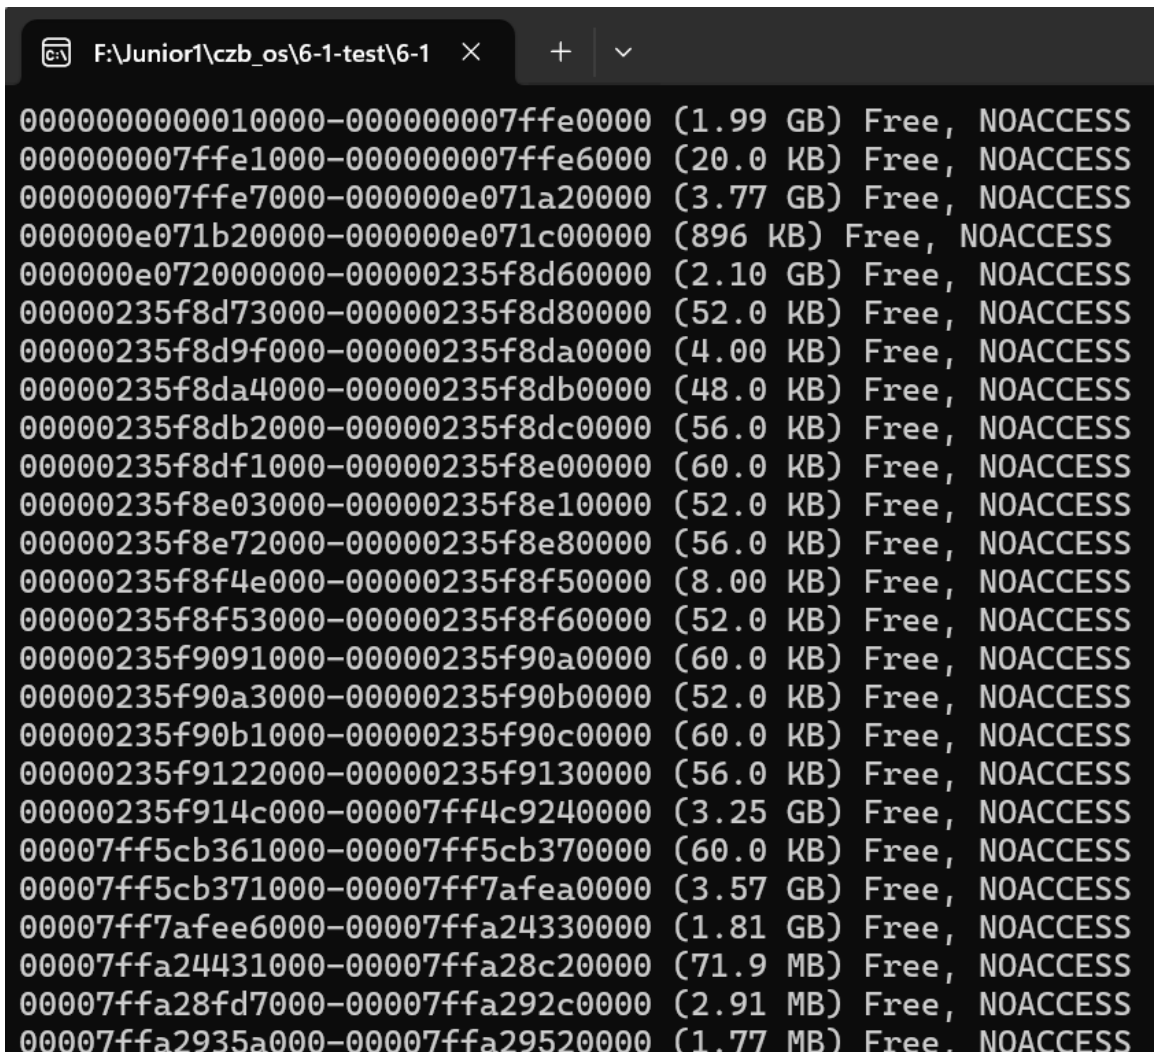 F:\Junior1\czb_os\6-1-test\6-1
0000000000010000-000000007ffe0000 (1.99 GB) Free, NOACCESS
000000007ffe1000-000000007ffe6000 (20.0 KB) Free, NOACCESS
000000007ffe7000-000000e071a20000 (3.77 GB) Free, NOACCESS
000000e071b20000-000000e071c00000 (896 KB) Free, NOACCESS
000000e072000000-00000235f8d60000 (2.10 GB) Free, NOACCESS
00000235f8d73000-00000235f8d80000 (52.0 KB) Free, NOACCESS
00000235f8d9f000-00000235f8da0000 (4.00 KB) Free, NOACCESS
00000235f8da4000-00000235f8db0000 (48.0 KB) Free, NOACCESS
00000235f8db2000-00000235f8dc0000 (56.0 KB) Free, NOACCESS
00000235f8df1000-00000235f8e00000 (60.0 KB) Free, NOACCESS
00000235f8e03000-00000235f8e10000 (52.0 KB) Free, NOACCESS
00000235f8e72000-00000235f8e80000 (56.0 KB) Free, NOACCESS
00000235f8f4e000-00000235f8f50000 (8.00 KB) Free, NOACCESS
00000235f8f53000-00000235f8f60000 (52.0 KB) Free, NOACCESS
00000235f9091000-00000235f90a0000 (60.0 KB) Free, NOACCESS
00000235f90a3000-00000235f90b0000 (52.0 KB) Free, NOACCESS
00000235f90b1000-00000235f90c0000 (60.0 KB) Free, NOACCESS
00000235f9122000-00000235f9130000 (56.0 KB) Free, NOACCESS
00000235f914c000-00007ff4c9240000 (3.25 GB) Free, NOACCESS
00007ff5cb361000-00007ff5cb370000 (60.0 KB) Free, NOACCESS
00007ff5cb371000-00007ff7afea0000 (3.57 GB) Free, NOACCESS
00007ff7afee6000-00007ffa24330000 (1.81 GB) Free, NOACCESS
00007ffa24431000-00007ffa28c20000 (71.9 MB) Free, NOACCESS
00007ffa28fd7000-00007ffa292c0000 (2.91 MB) Free, NOACCESS
00007ffa2935a000-00007ffa29520000 (1.77 MB) Free, NOACCESS